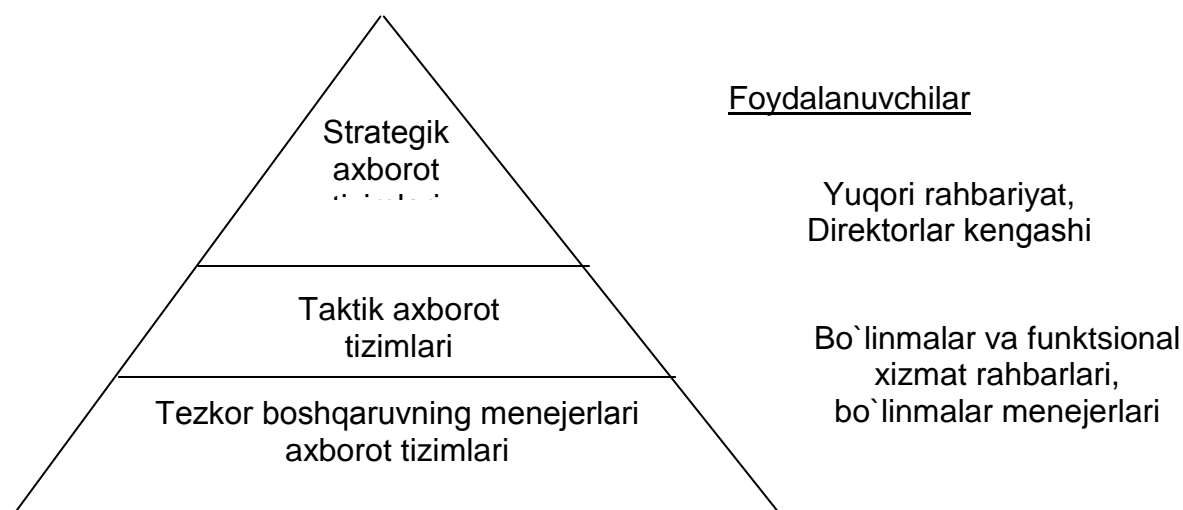 Foydalanuvchilar
Strategik
axborot
Yuqori rahbariyat,
Direktorlar kengashi
Taktik axborot
tizimlari
Bo`linmalar va funktsional
xizmat rahbarlari,
bo`linmalar menejerlari
Tezkor boshqaruvning menejerlari
axborot tizimlari